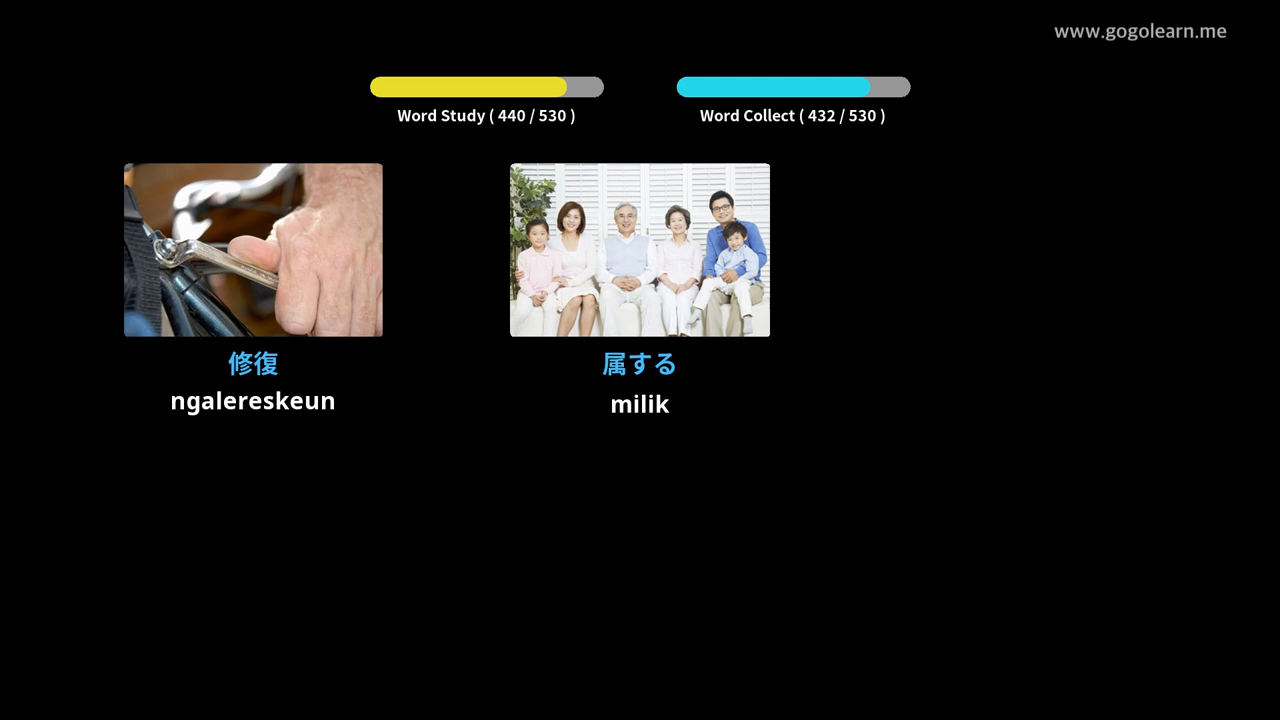 www.gogolearn.me
Word Study ( 440 / 530 )
Word Collect ( 432 / 530 )
修復
ngalereskeun
属する
milik